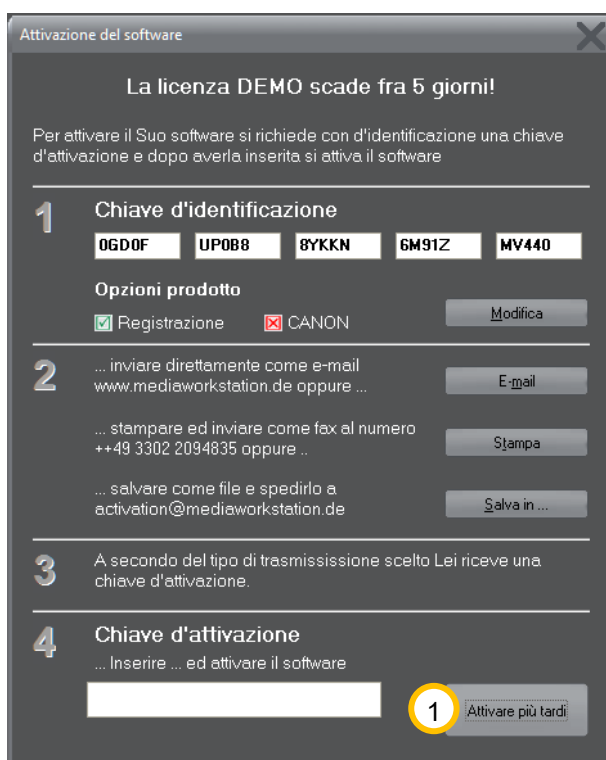 Attivazione del software
La licenza DEMO scade fra 5 giorni!
Per attivare il Suo software si richiede con d'identificazione una chiave
d'attivazione e dopo averla inserita si attiva il software
1 Chiave d'identificazione
0GD0F UP0B8 8YKKN 6M91Z MV440
Opzioni prodotto
Registrazione CANON Modifica
2 ... inviare direttamente come e-mail
www.mediaworkstation.de oppure ...
E-mail
... stampare ed inviare come fax al numero
++49 3302 2094835 oppure ..
Stampa
... salvare come file e spedirlo a
activation@mediaworkstation.de
Salva in ...
3 A secondo del tipo di trasmississione scelto Lei riceve una
chiave d'attivazione.
4 Chiave d'attivazione
... Inserire ... ed attivare il software
1 Attivare più tardi